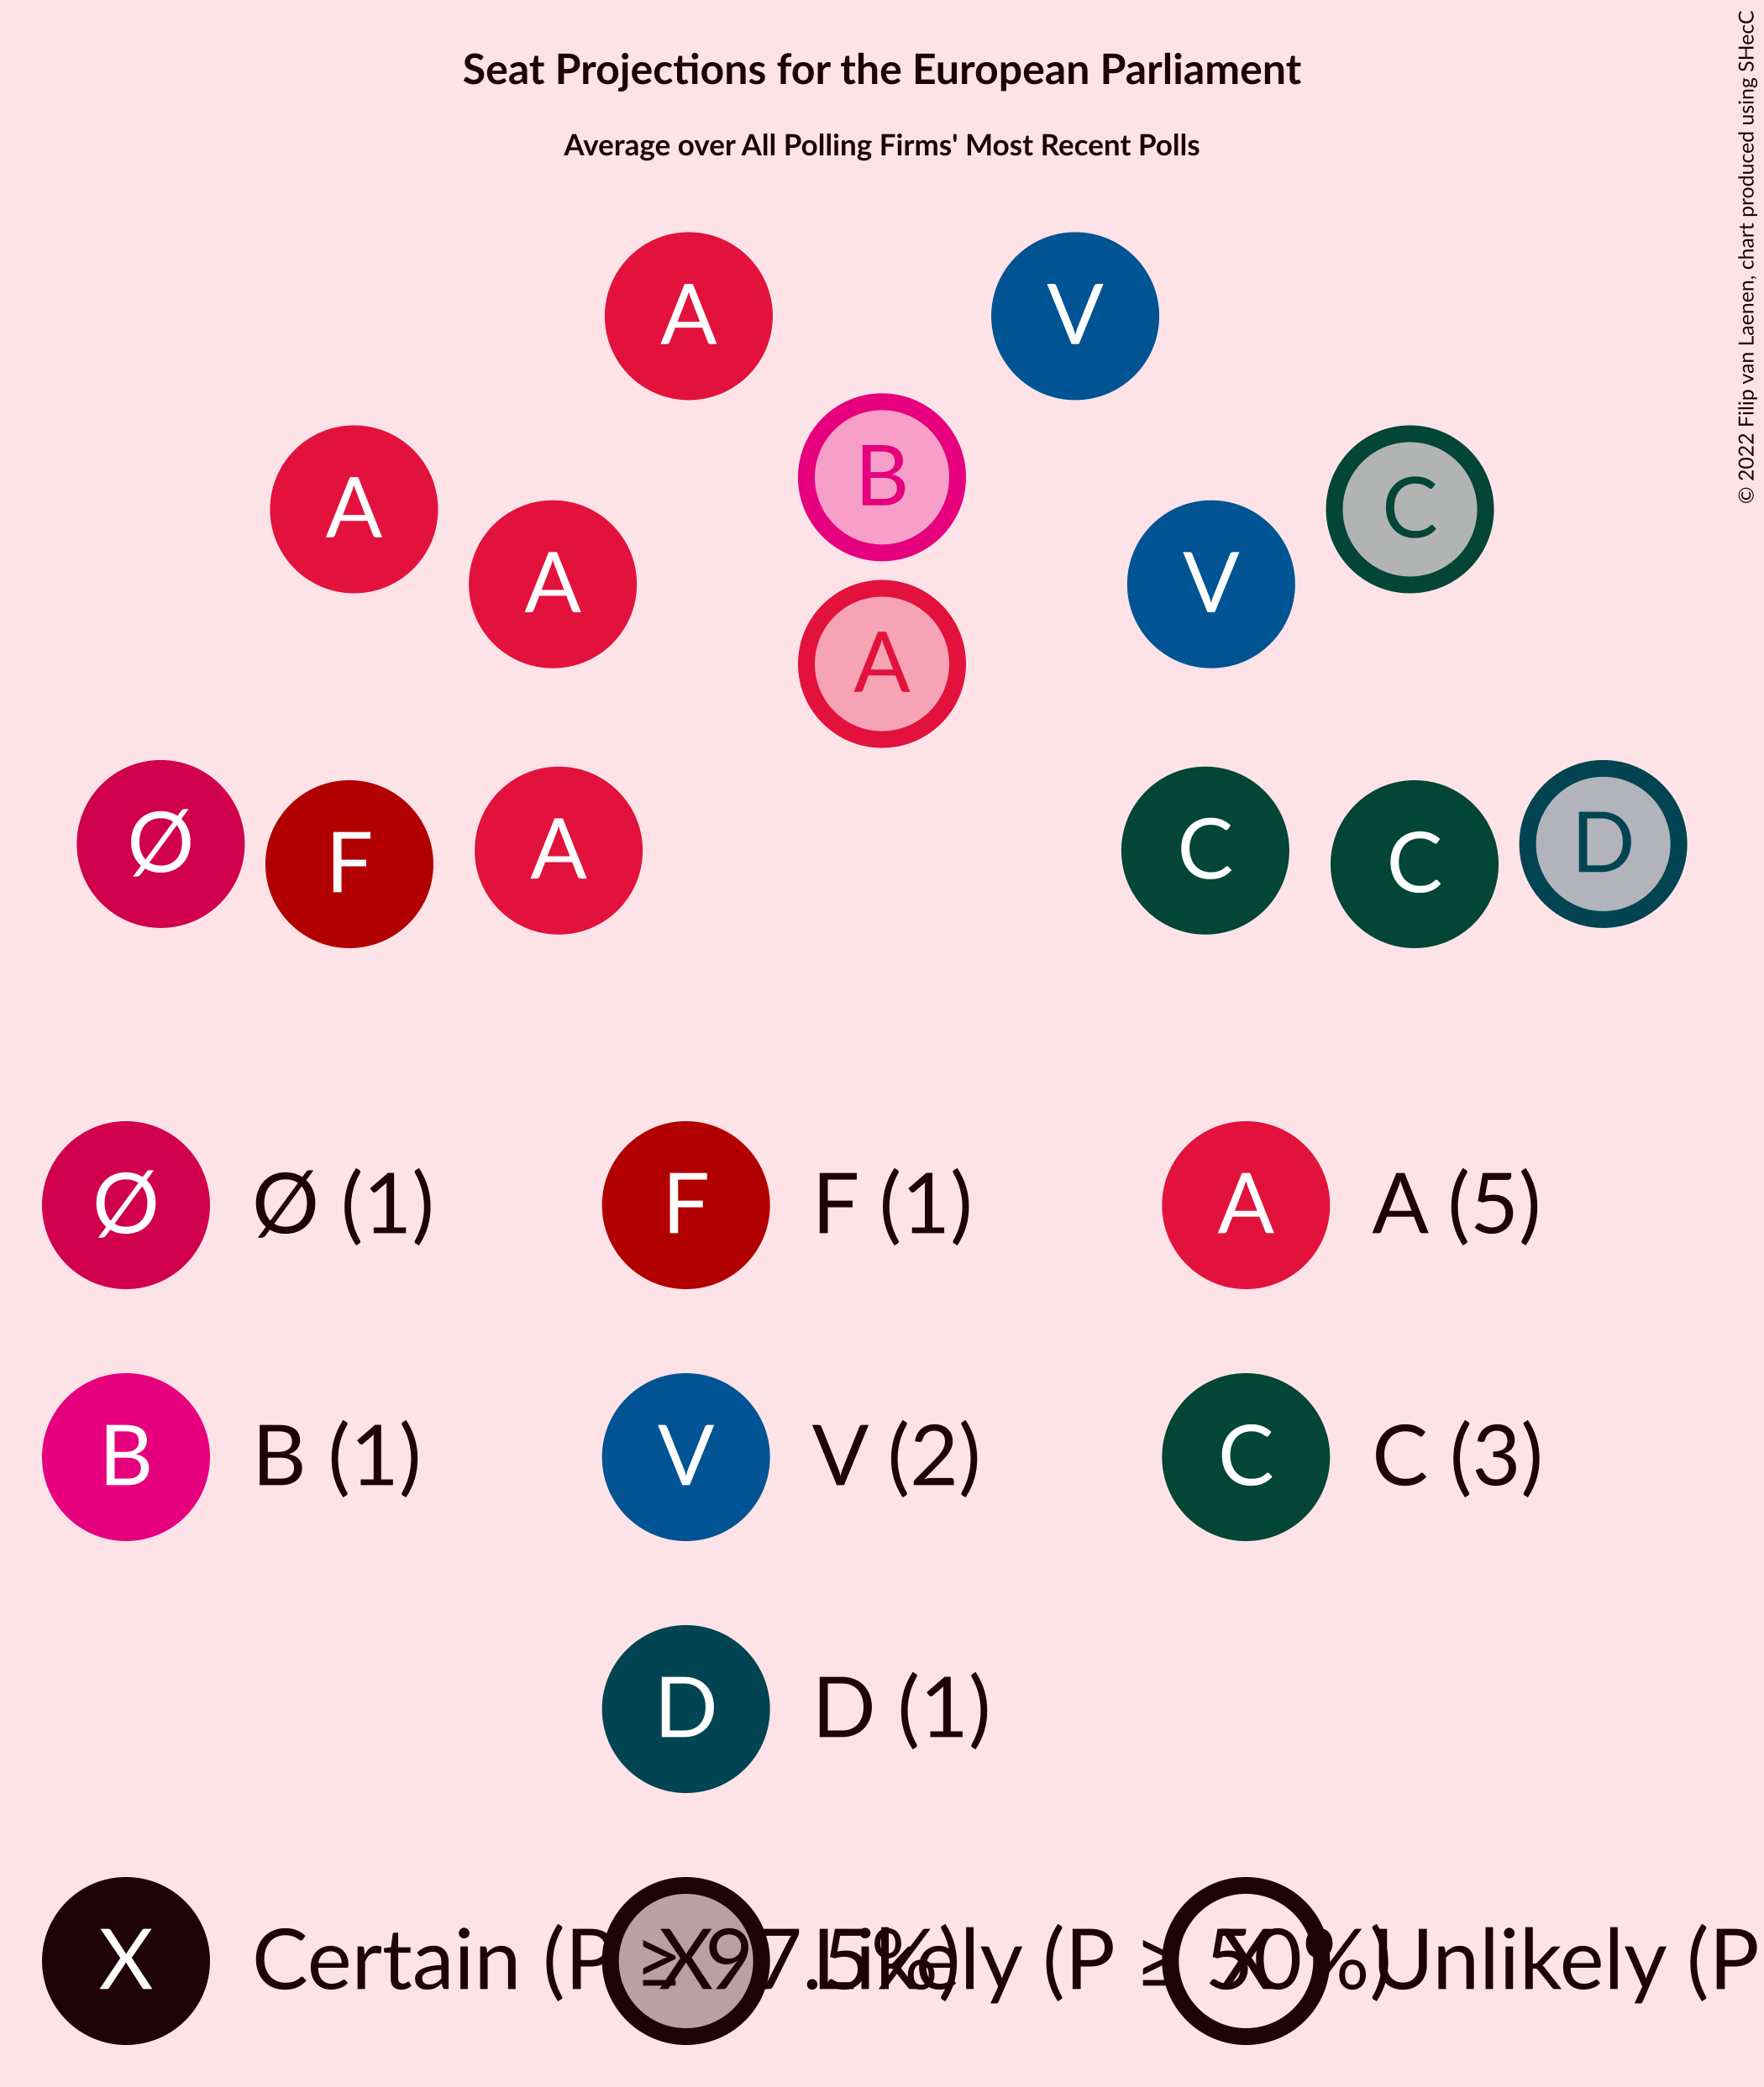 Seat Projections for the European Parliament
Average over All Polling Firms' Most Recent Polls
© 2022 Filip van Laenen, chart produced using SHecC
A V
B
A C
A V
A
Ø F A C C D
Ø Ø (1) F F (1) A A (5)
B B (1) V V (2) C C (3)
D D (1)
X Certain (P ≥ 97.5%) X Likely (P ≥ 50%) X Unlikely (P